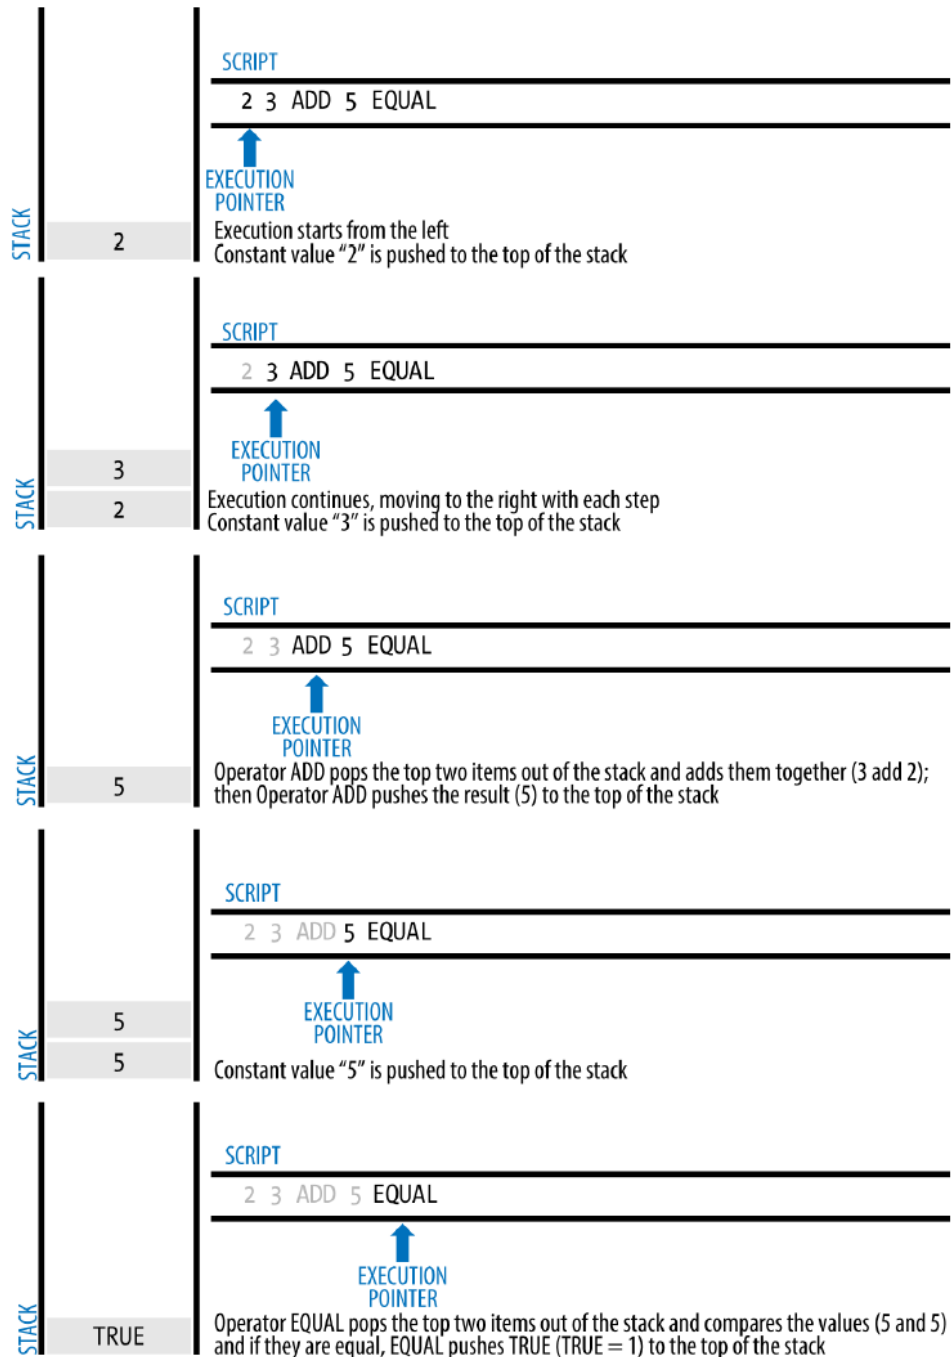 SCRIPT
2 3 ADD 5 EQUAL
EXECUTION
POINTER
STACK
2
Execution starts from the left
Constant value “2” is pushed to the top of the stack
SCRIPT
2 3 ADD 5 EQUAL
EXECUTION
POINTER
STACK
3
2
Execution continues, moving to the right with each step
Constant value “3” is pushed to the top of the stack
SCRIPT
2 3 ADD 5 EQUAL
EXECUTION
POINTER
STACK
5
Operator ADD pops the top two items out of the stack and adds them together (3 add 2);
then Operator ADD pushes the result (5) to the top of the stack
SCRIPT
2 3 ADD 5 EQUAL
EXECUTION
POINTER
STACK
5
5
Constant value “5” is pushed to the top of the stack
SCRIPT
2 3 ADD 5 EQUAL
EXECUTION
POINTER
STACK
TRUE
Operator EQUAL pops the top two items out of the stack and compares the values (5 and 5)
and if they are equal, EQUAL pushes TRUE (TRUE = 1) to the top of the stack